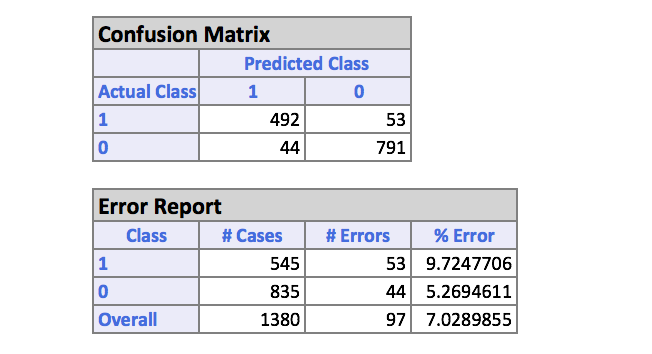 Confusion Matrix
Predicted Class
Actual Class 1 0
1 492 53
0 44 791
Error Report
Class # Cases # Errors % Error
1 545 53 9.7247706
0 835 44 5.2694611
Overall 1380 97 7.0289855